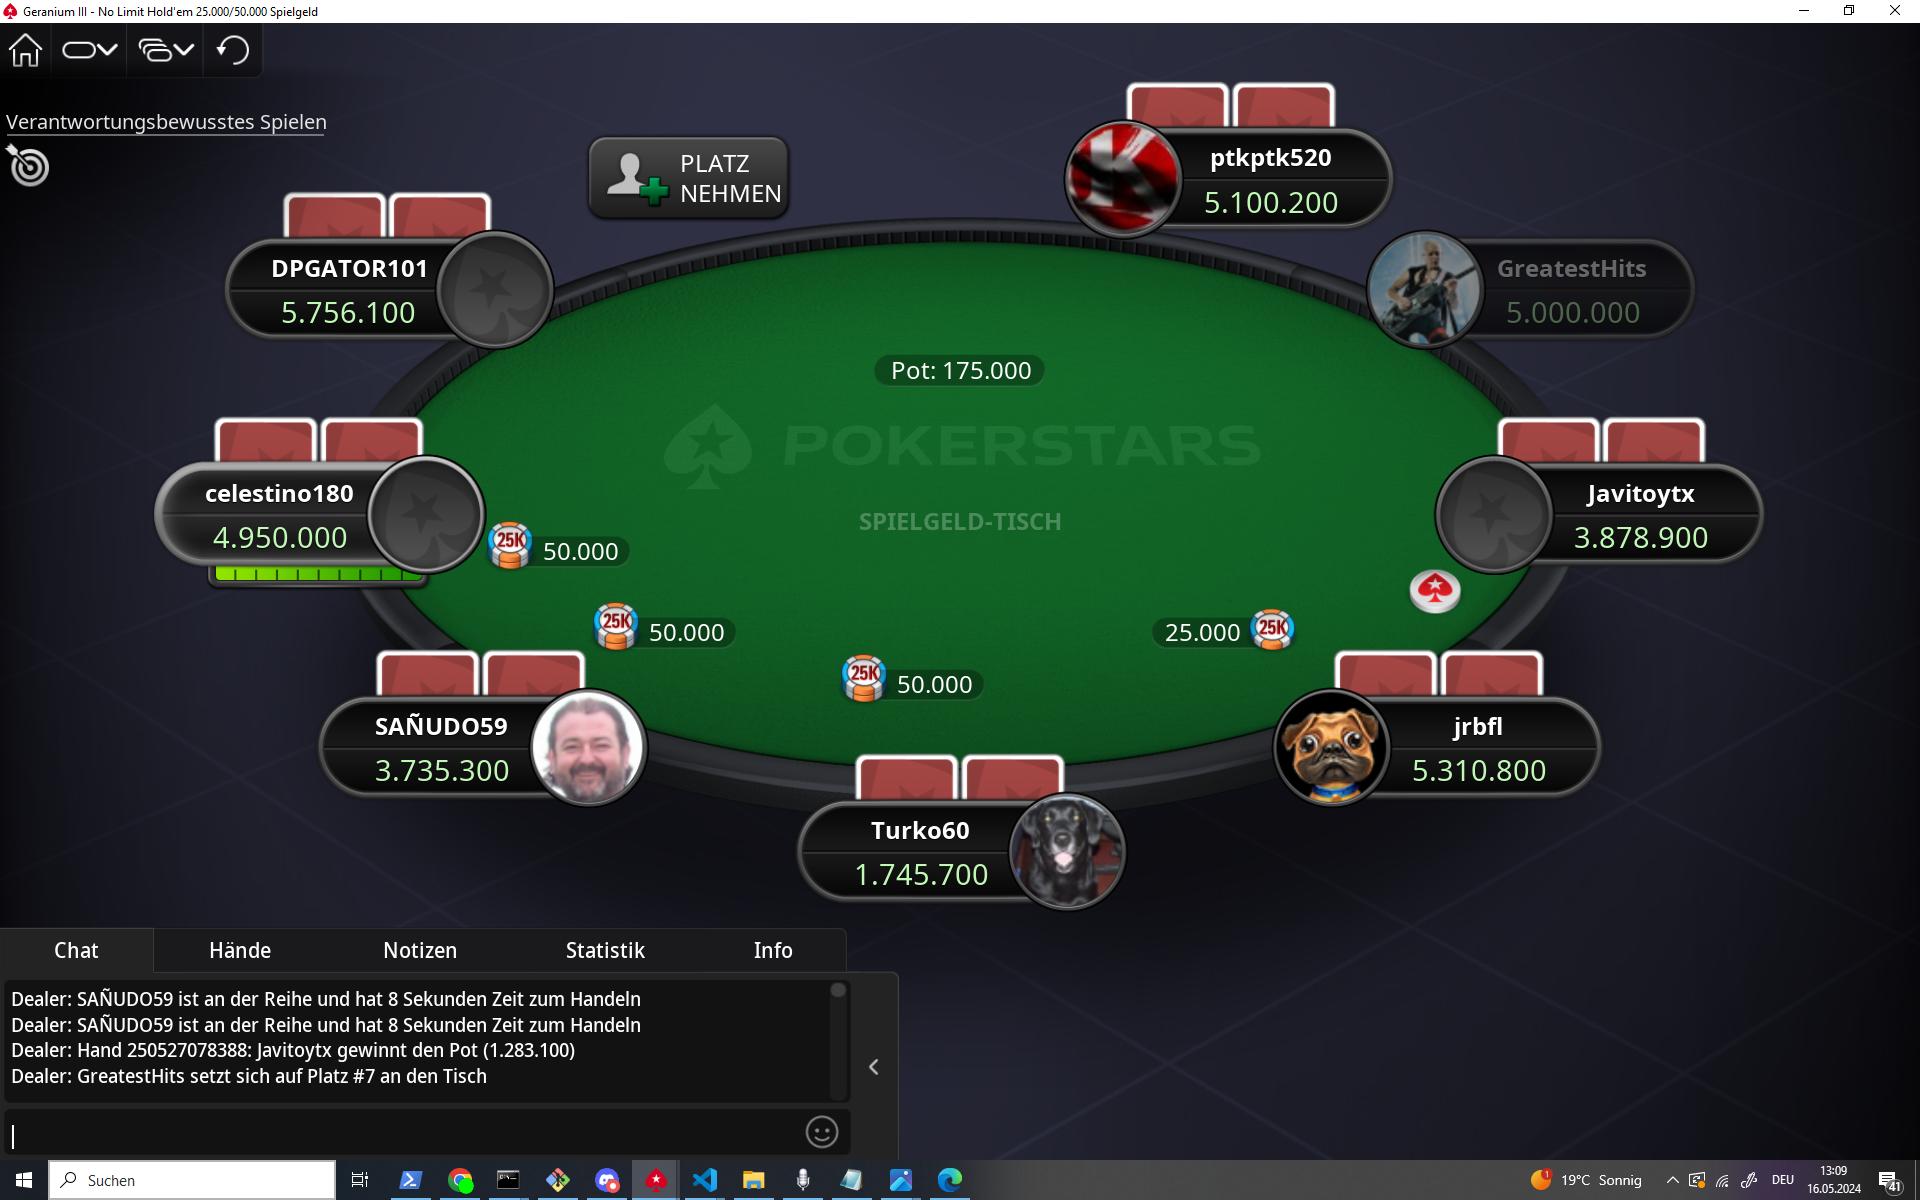 Geranium III - No Limit Hold'em 25.000/50.000 Spielgeld
Verantwortungsbewusstes Spielen
PLATZ
NEHMEN
ptkptk520
5.100.200
DPGATOR101
5.756.100
GreatestHits
5.000.000
Pot: 175.000
POKERSTARS
SPIELGELD-TISCH
celestino180
4.950.000
25K
50.000
Javitoytx
3.878.900
25K
50.000
25.000
25K
25K
50.000
SAÑUDO59
3.735.300
jrbfl
5.310.800
Turko60
1.745.700
Chat
Hände
Notizen
Statistik
Info
Dealer: SAÑUDO59 ist an der Reihe und hat 8 Sekunden Zeit zum Handeln
Dealer: SAÑUDO59 ist an der Reihe und hat 8 Sekunden Zeit zum Handeln
Dealer: Hand 250527078388: Javitoytx gewinnt den Pot (1.283.100)
Dealer: GreatestHits setzt sich auf Platz #7 an den Tisch
Suchen
1
19°C Sonnig
DEU
13:09
16.05.2024
41